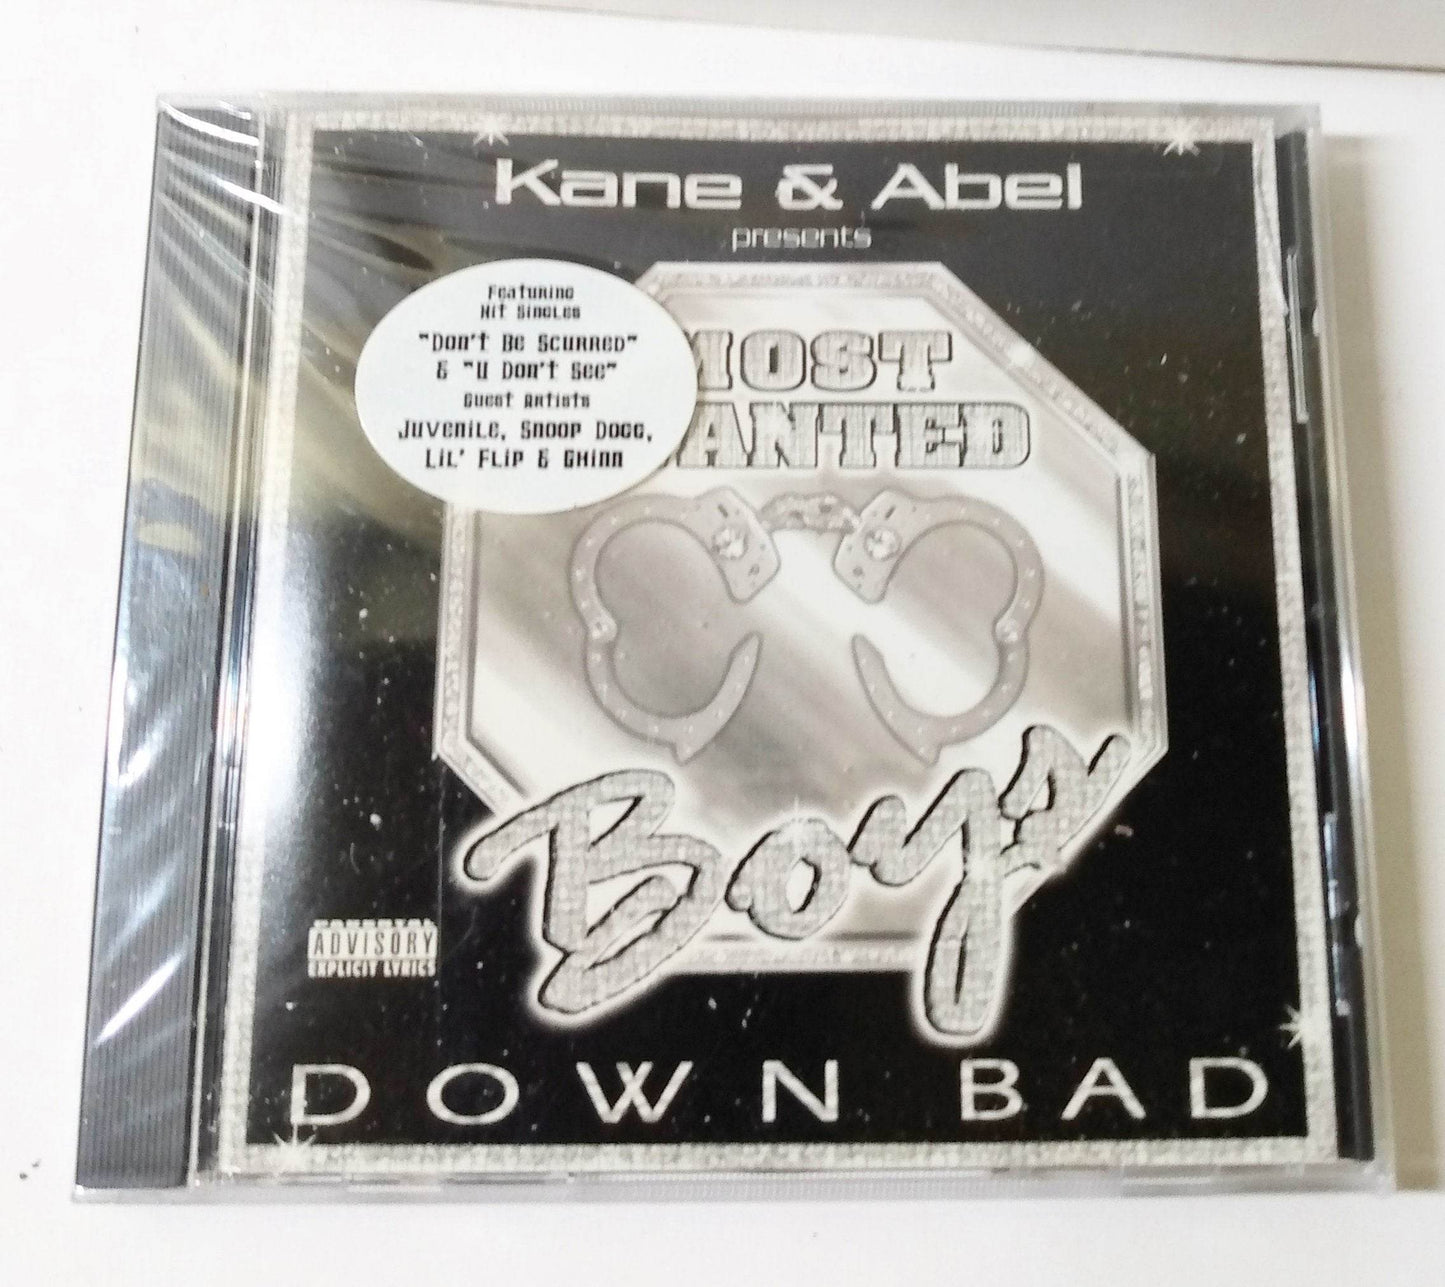 Kane & Abel
presents
Featuring
Hit Singles
"Don't Be Scurred"
& "U Don't See"
Guest Artists
Juvenile, Snoop Dogg,
Lil' Flip & Ghinn
MOST
WANTED
Boys
PARENTAL
ADVISORY
EXPLICIT LYRICS
DOWN BAD